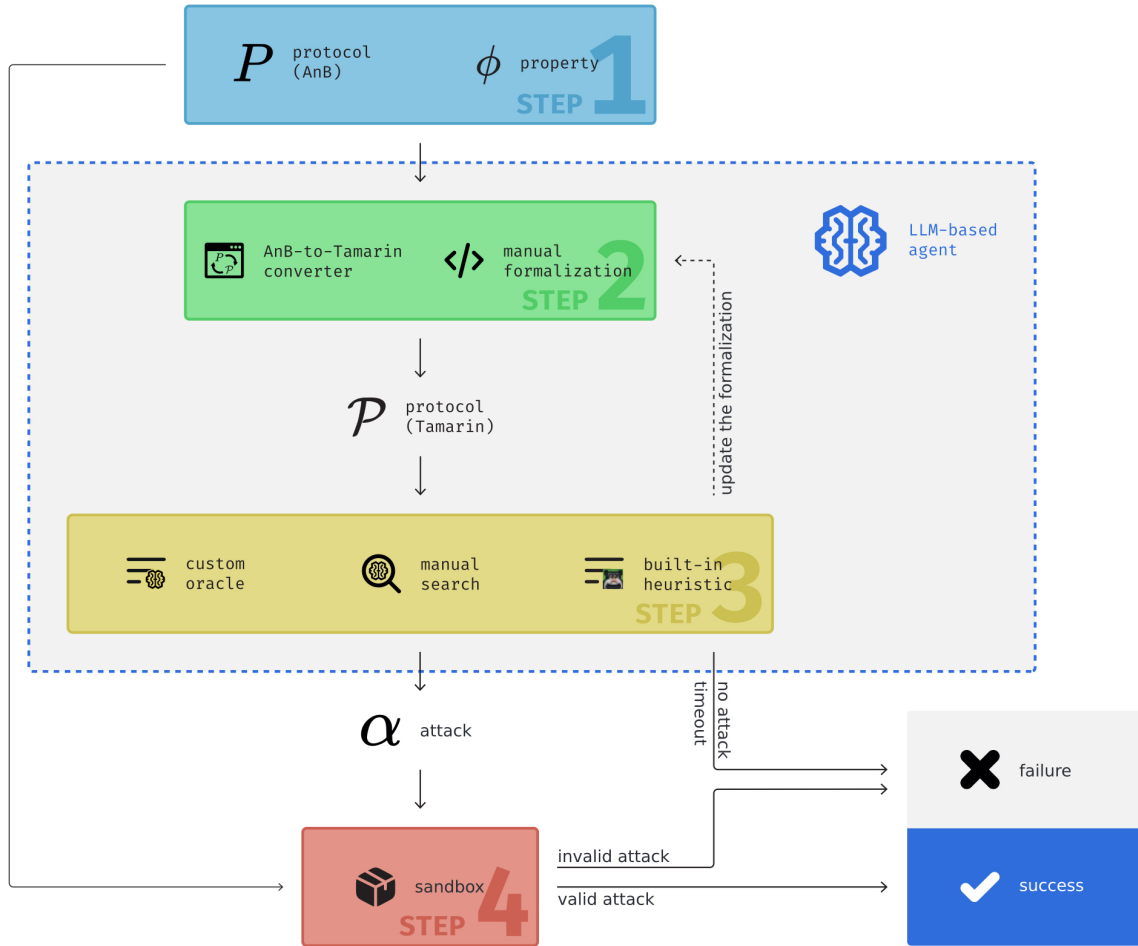 P protocol
(AnB)
ϕ property
STEP 1
LLM-based
agent
P
𝒫
AnB-to-Tamarin
converter
</> manual
formalization
STEP 2
update the formalization
𝒫 protocol
(Tamarin)
custom
oracle
manual
search
built-in
heuristic
STEP 3
no attack
timeout
α attack
failure
invalid attack
sandbox
valid attack
success
STEP 4